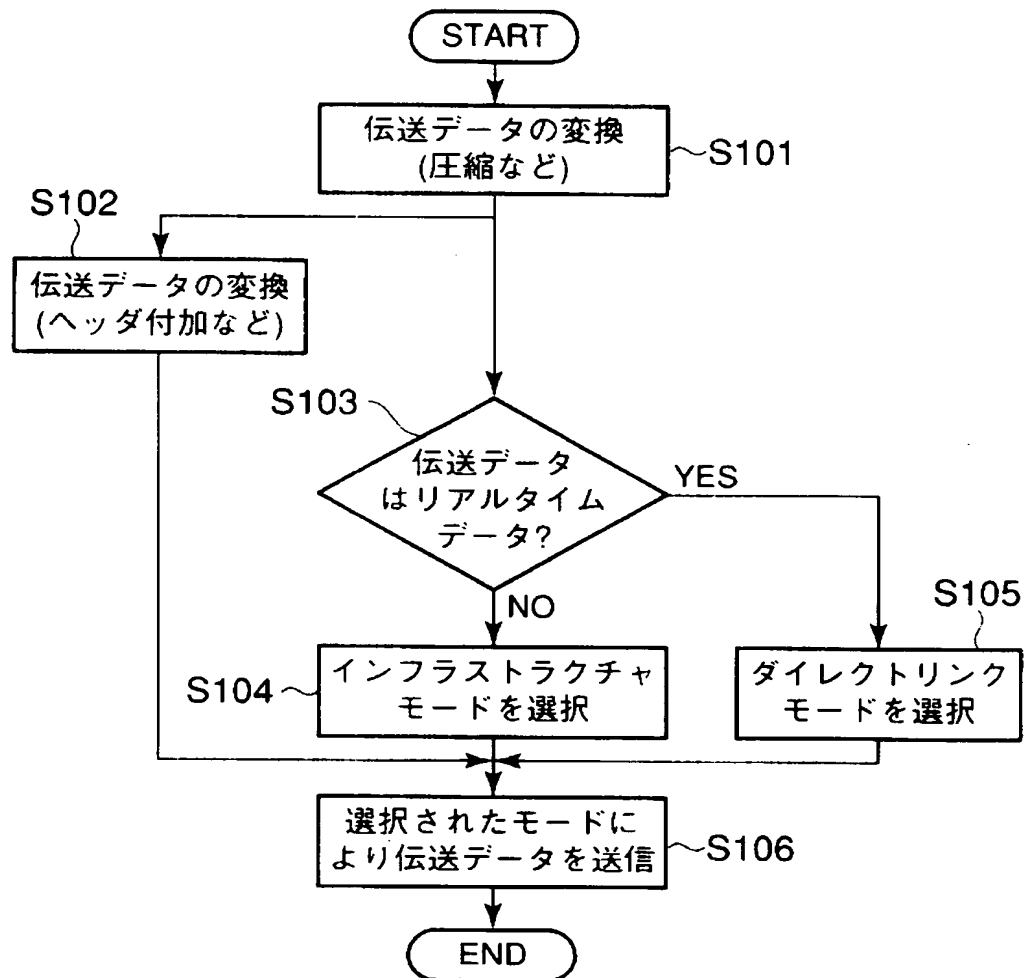 START
伝送データの変換
(圧縮など)
S101
S102
伝送データの変換
(ヘッダ付加など)
S103
伝送データ
はリアルタイム
データ?
YES
NO
S104
インフラストラクチャ
モードを選択
S105
ダイレクトリンク
モードを選択
選択されたモードに
より伝送データを送信
S106
END